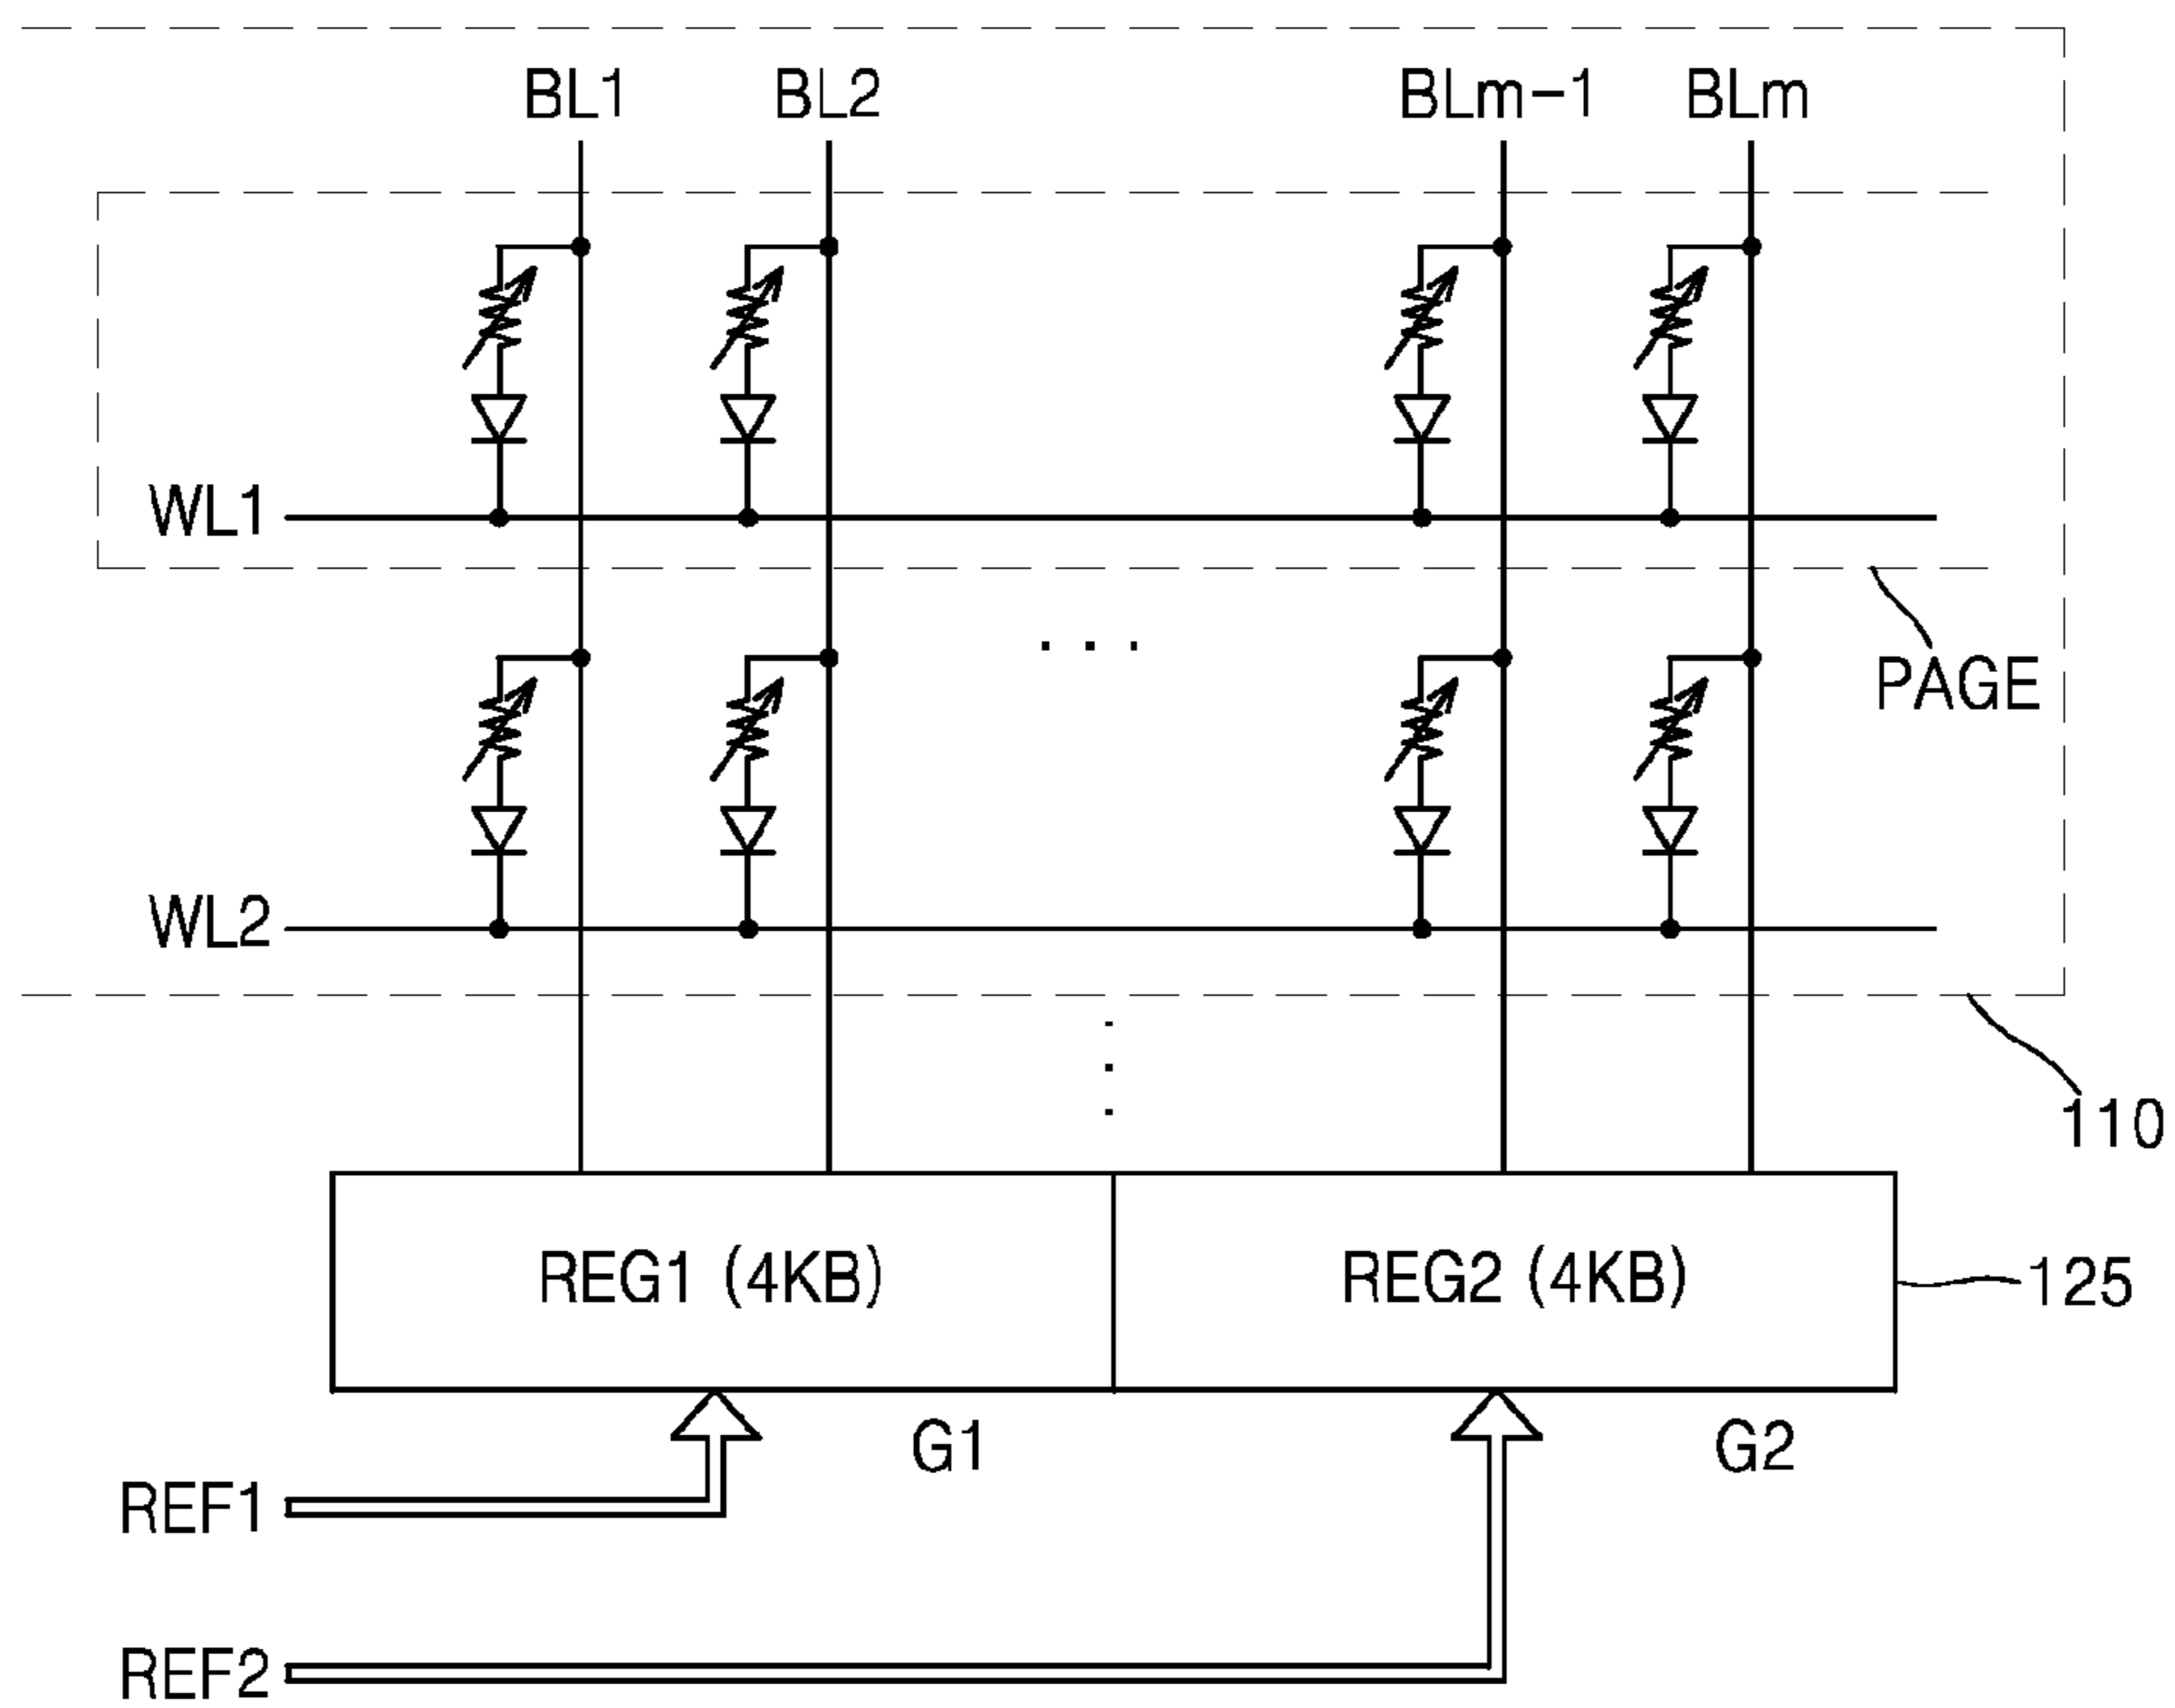 BL1 BL2 BLm-1 BLm
WL1
PAGE
WL2
110
REG1 (4KB) REG2 (4KB) 125
G1 G2
REF1
REF2